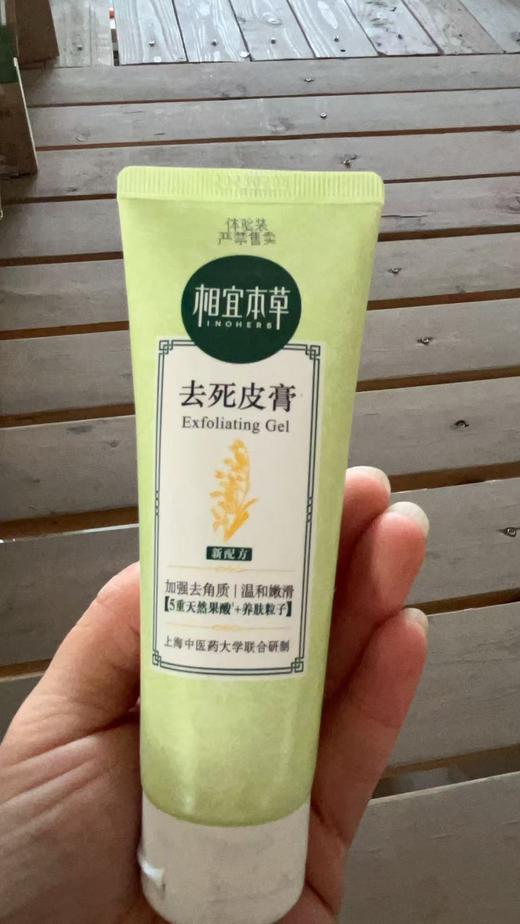 体验装
严禁售卖
相宜本草
INOHERB
去死皮膏
Exfoliating Gel
新配方
加强去角质|温和嫩滑
【5重天然果酸¹+养肤粒子】
上海中医药大学联合研制